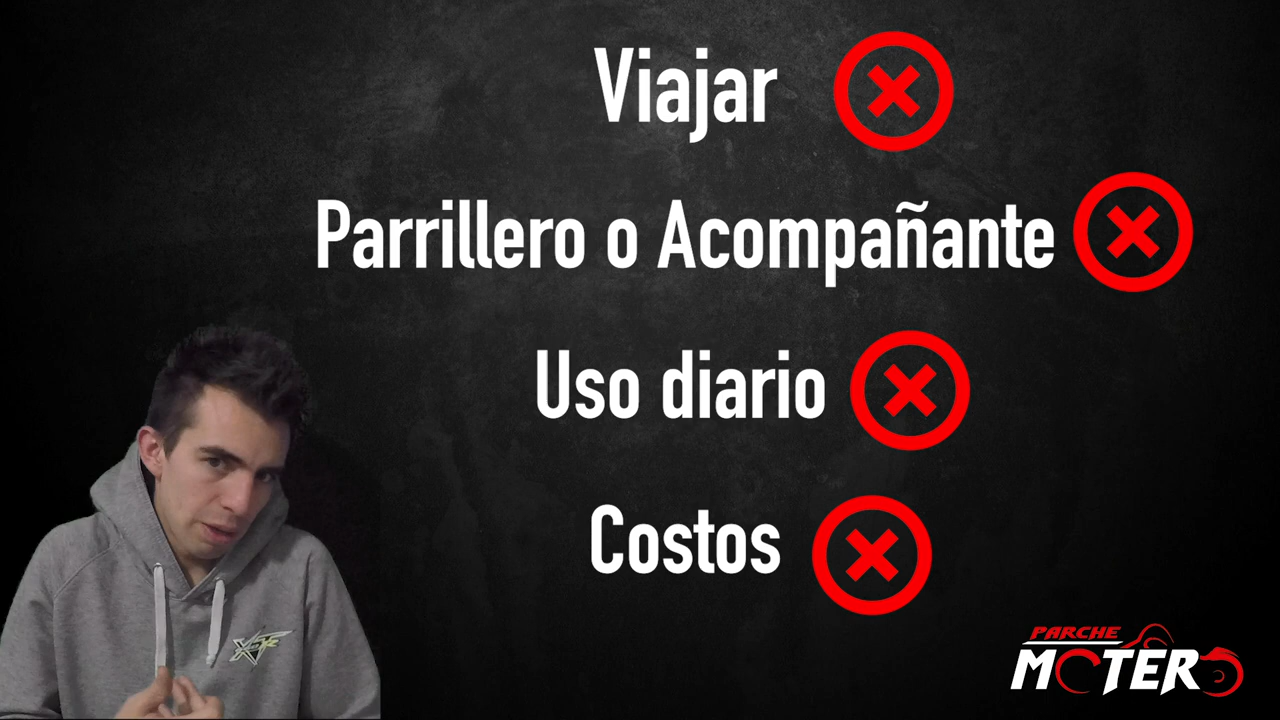 Viajar
Parrillero o Acompañante
Uso diario
Costos
PARCHE
MOTERO